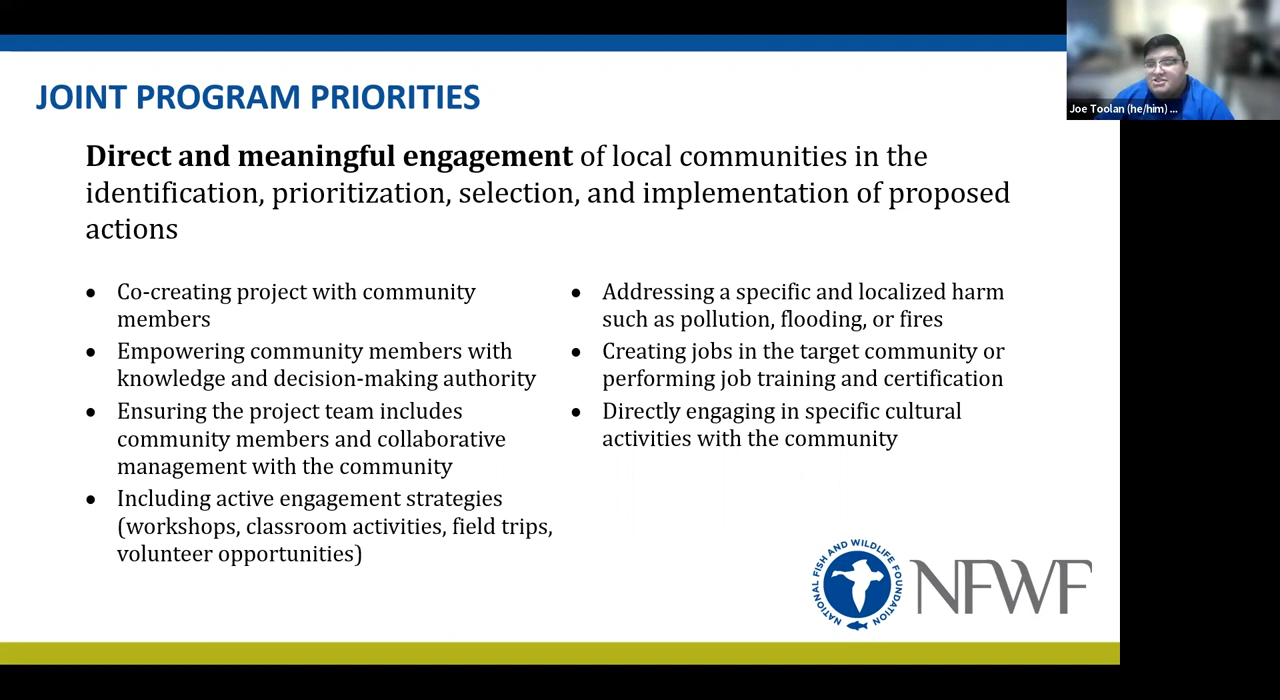 JOINT PROGRAM PRIORITIES
Direct and meaningful engagement of local communities in the
identification, prioritization, selection, and implementation of proposed
actions
• Co-creating project with community
members
• Empowering community members with
knowledge and decision-making authority
• Ensuring the project team includes
community members and collaborative
management with the community
• Including active engagement strategies
(workshops, classroom activities, field trips,
volunteer opportunities)
• Addressing a specific and localized harm
such as pollution, flooding, or fires
• Creating jobs in the target community or
performing job training and certification
• Directly engaging in specific cultural
activities with the community
NATIONAL FISH AND WILDLIFE FOUNDATION
NFWF
Joe Toolan (he/him) ...